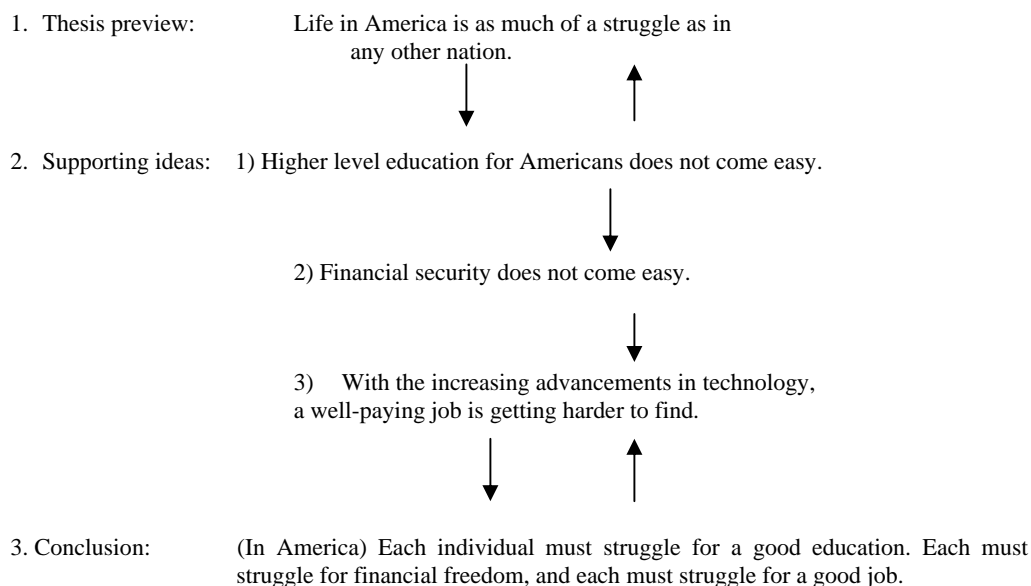 1. Thesis preview: Life in America is as much of a struggle as in
any other nation.
2. Supporting ideas: 1) Higher level education for Americans does not come easy.
2) Financial security does not come easy.
3) With the increasing advancements in technology,
a well-paying job is getting harder to find.
3. Conclusion: (In America) Each individual must struggle for a good education. Each must
struggle for financial freedom, and each must struggle for a good job.